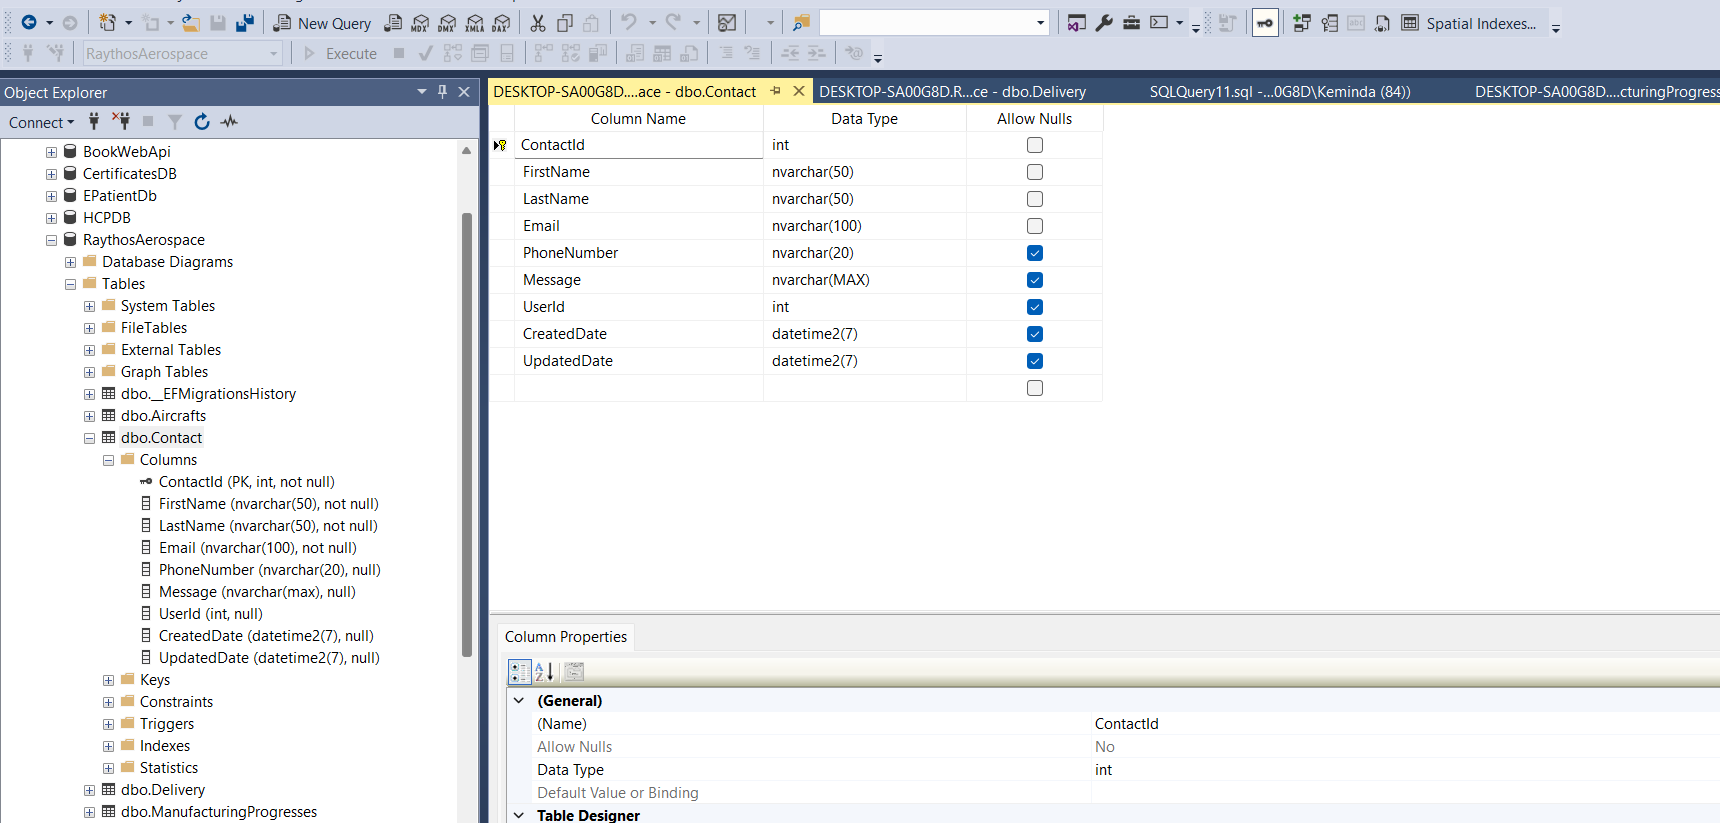 New Query
MDX
DMX
XMLA
DAX
Spatial Indexes...
RaythosAerospace
Execute
Object Explorer
Connect
BookWebApi
CertificatesDB
EPatientDb
HCPDB
RaythosAerospace
Database Diagrams
Tables
System Tables
FileTables
External Tables
Graph Tables
dbo.__EFMigrationsHistory
dbo.Aircrafts
dbo.Contact
Columns
ContactId (PK, int, not null)
FirstName (nvarchar(50), not null)
LastName (nvarchar(50), not null)
Email (nvarchar(100), not null)
PhoneNumber (nvarchar(20), null)
Message (nvarchar(max), null)
UserId (int, null)
CreatedDate (datetime2(7), null)
UpdatedDate (datetime2(7), null)
Keys
Constraints
Triggers
Indexes
Statistics
dbo.Delivery
dbo.ManufacturingProgresses
DESKTOP-SA00G8D....ace - dbo.Contact
DESKTOP-SA00G8D.R...ce - dbo.Delivery
SQLQuery11.sql -...0G8D\Keminda (84))
DESKTOP-SA00G8D....cturingProgress
Column Name Data Type Allow Nulls
ContactId int
FirstName nvarchar(50)
LastName nvarchar(50)
Email nvarchar(100)
PhoneNumber nvarchar(20)
Message nvarchar(MAX)
UserId int
CreatedDate datetime2(7)
UpdatedDate datetime2(7)
Column Properties
(General)
(Name) ContactId
Allow Nulls No
Data Type int
Default Value or Binding
Table Designer